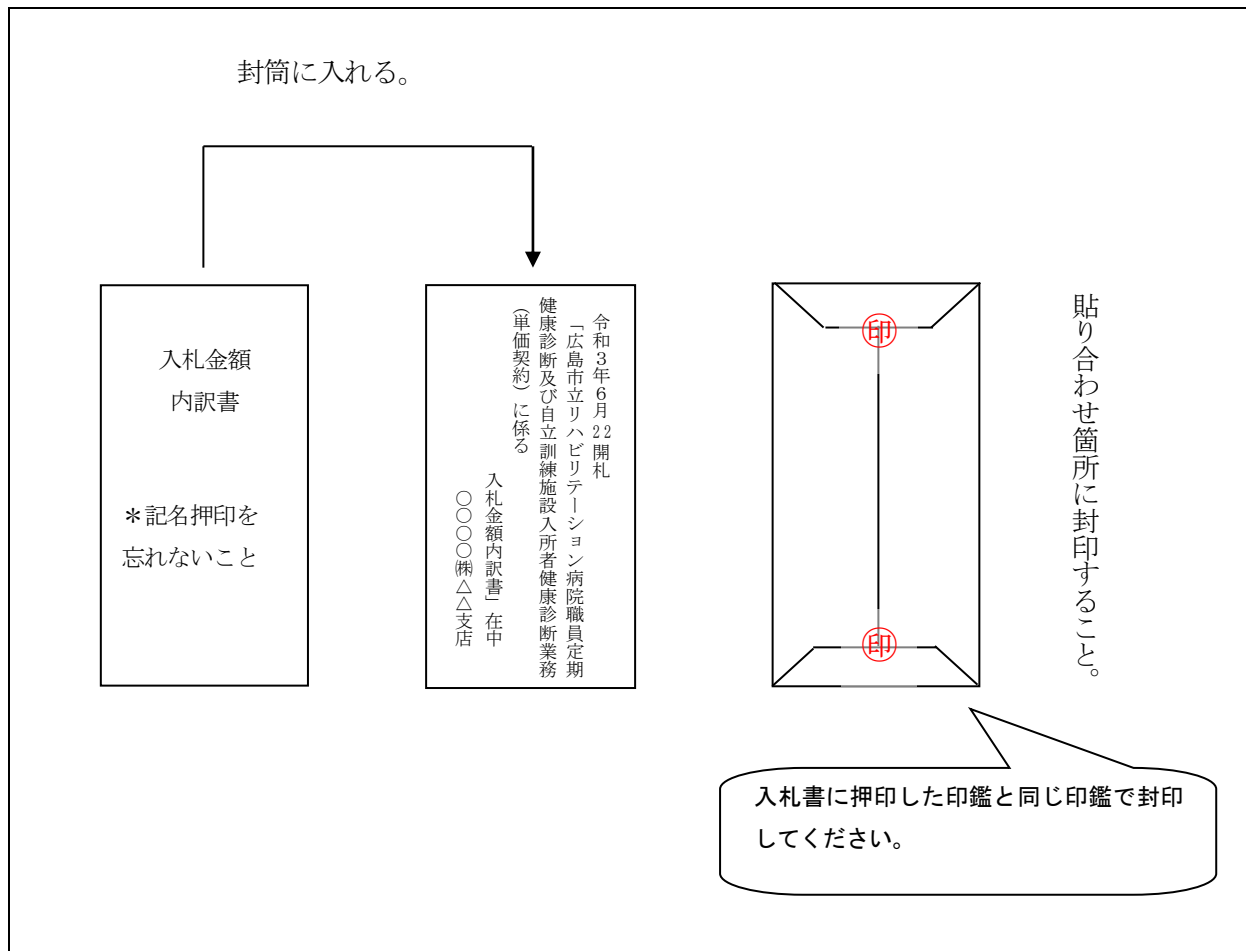 封筒に入れる。
入札金額
内訳書
＊記名押印を
忘れないこと
令和３年６月22開札
「広島市立リハビリテーション病院職員定期
健康診断及び自立訓練施設入所者健康診断業務
（単価契約）に係る
入札金額内訳書」在中
○○○○㈱△△支店
印
印
貼り合わせ箇所に封印すること。
入札書に押印した印鑑と同じ印鑑で封印
してください。